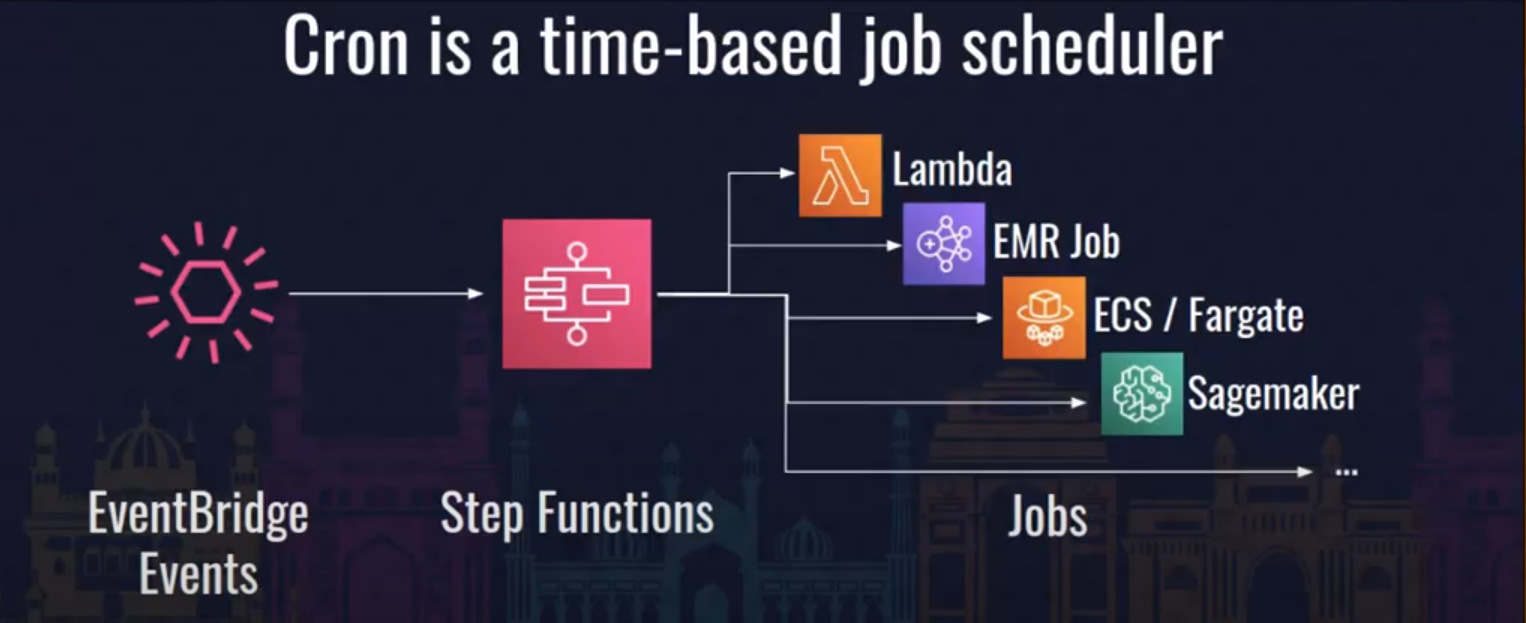 Cron is a time-based job scheduler
Lambda
EMR Job
ECS / Fargate
Sagemaker
...
EventBridge
Events
Step Functions
Jobs